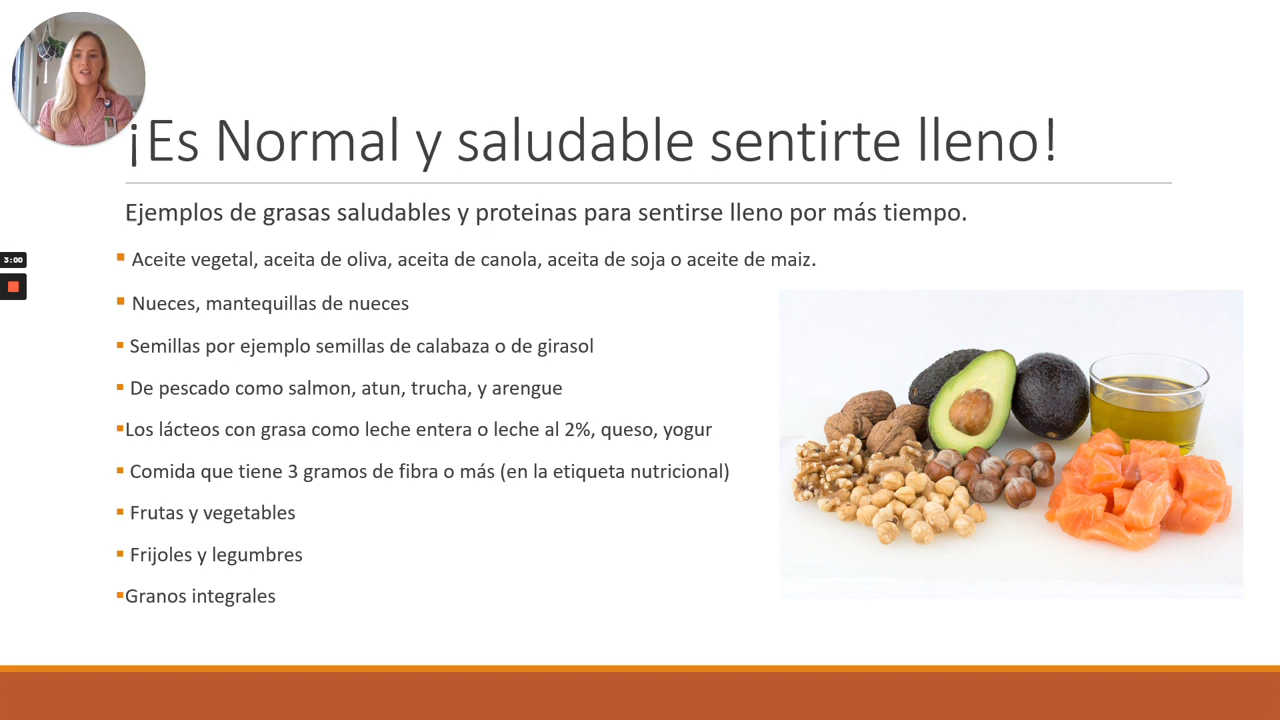 ¡Es Normal y saludable sentirte lleno!
Ejemplos de grasas saludables y proteinas para sentirse lleno por más tiempo.
Aceite vegetal, aceita de oliva, aceita de canola, aceita de soja o aceite de maiz.
Nueces, mantequillas de nueces
Semillas por ejemplo semillas de calabaza o de girasol
De pescado como salmon, atun, trucha, y arengue
Los lácteos con grasa como leche entera o leche al 2%, queso, yogur
Comida que tiene 3 gramos de fibra o más (en la etiqueta nutricional)
Frutas y vegetables
Frijoles y legumbres
Granos integrales
3:00